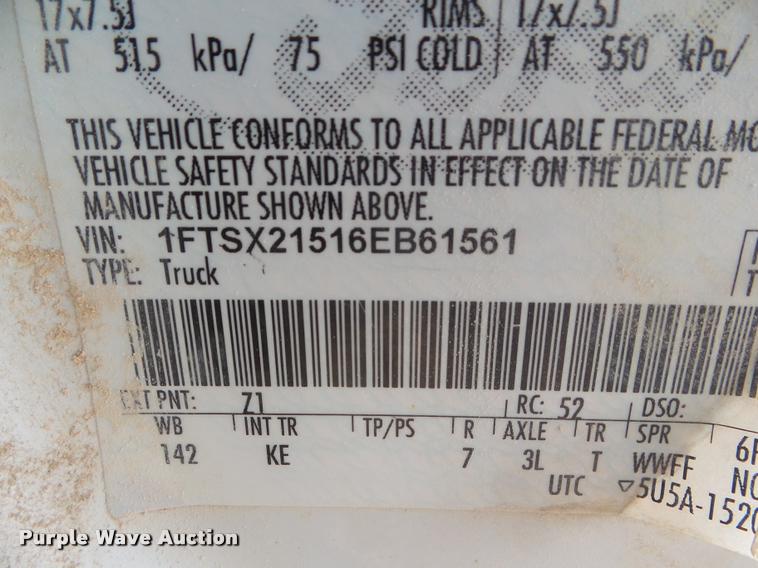 17x7.5J RIMS 17x7.5J
AT 515 kPa/ 75 PSI COLD AT 550 kPa/
THIS VEHICLE CONFORMS TO ALL APPLICABLE FEDERAL MO
VEHICLE SAFETY STANDARDS IN EFFECT ON THE DATE OF
MANUFACTURE SHOWN ABOVE.
VIN: 1FTSX21516EB61561
TYPE: Truck
EXT PNT: Z1 RC: 52 DSO:
WB INT TR TP/PS R AXLE TR SPR
142 KE 7 3L T WWFF
UTC ▽5U5A-1520
Purple Wave Auction